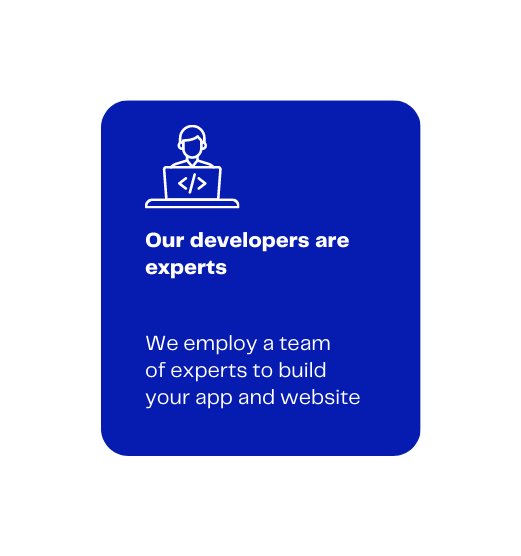 </>
Our developers are
experts
We employ a team
of experts to build
your app and website